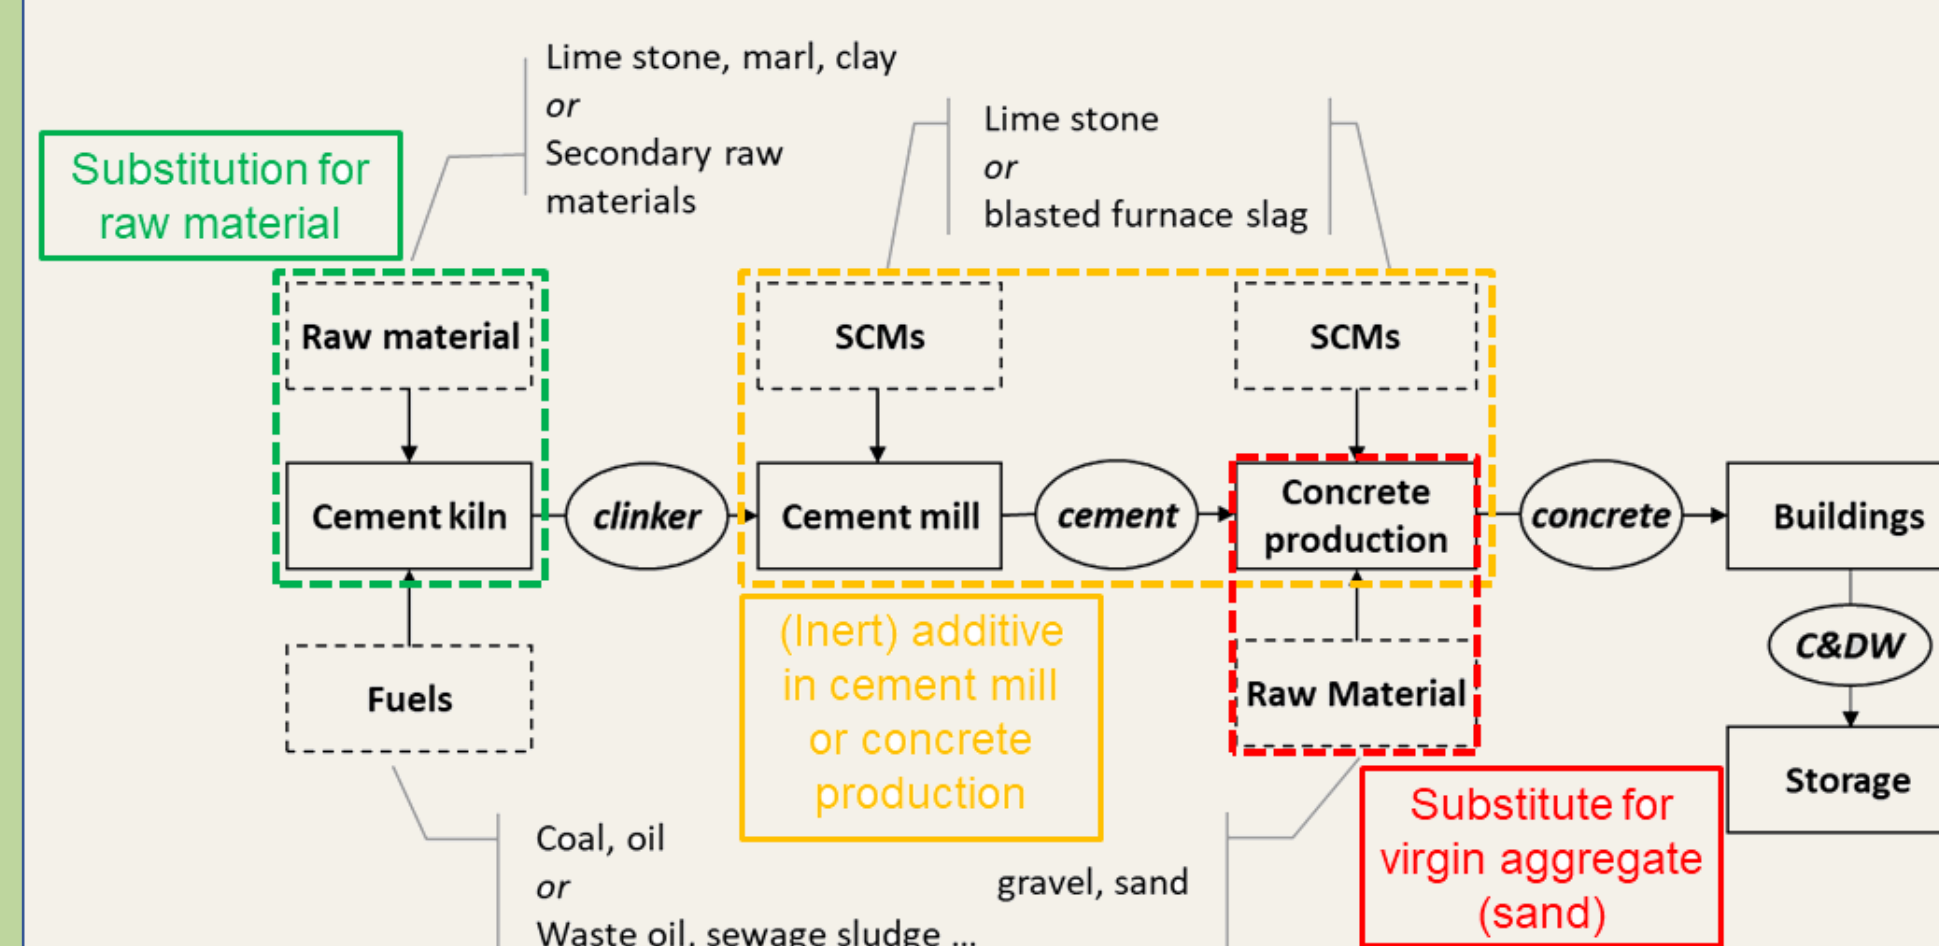 Lime stone, marl, clay
or
Secondary raw
materials
Lime stone
or
blasted furnace slag
Substitution for
raw material
Raw material
SCMs
SCMs
Cement kiln
clinker
Cement mill
cement
Concrete
production
concrete
Buildings
C&DW
Storage
Fuels
(Inert) additive
in cement mill
or concrete
production
Raw Material
Substitute for
virgin aggregate
(sand)
Coal, oil
or
Waste oil, sewage sludge ...
gravel, sand